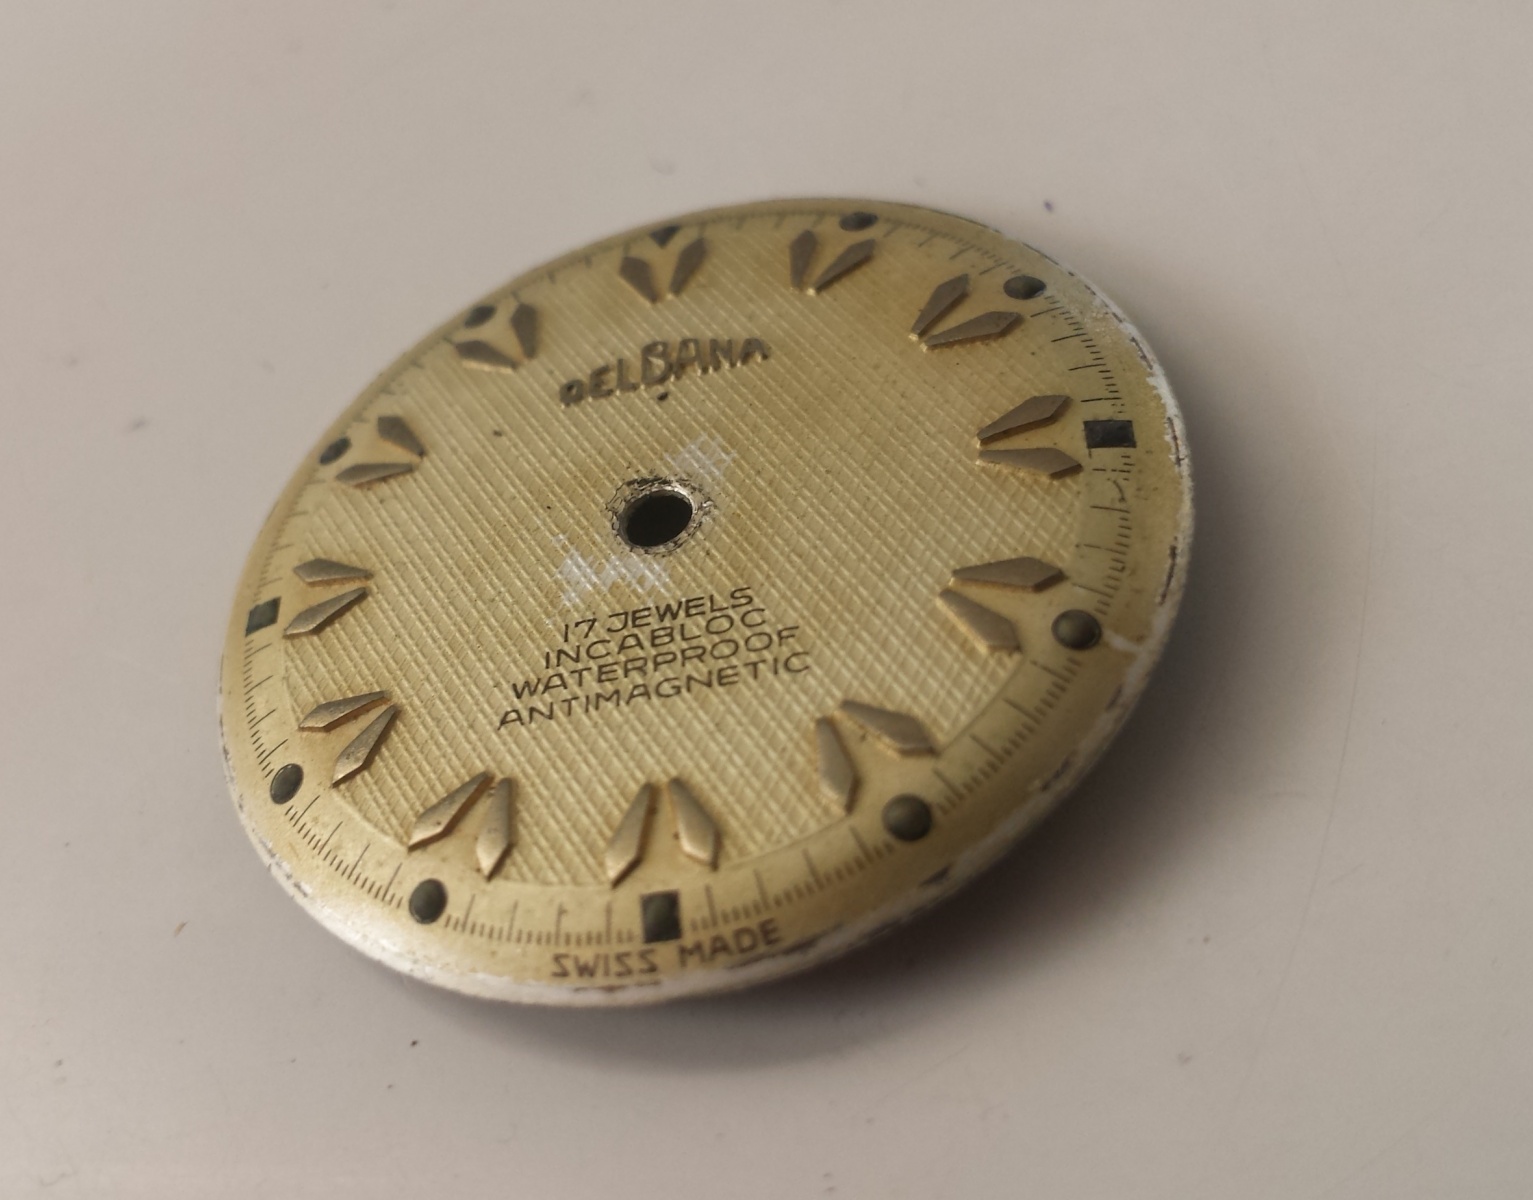 DELBANA
17 JEWELS
INCABLOC
WATERPROOF
ANTIMAGNETIC
SWISS MADE